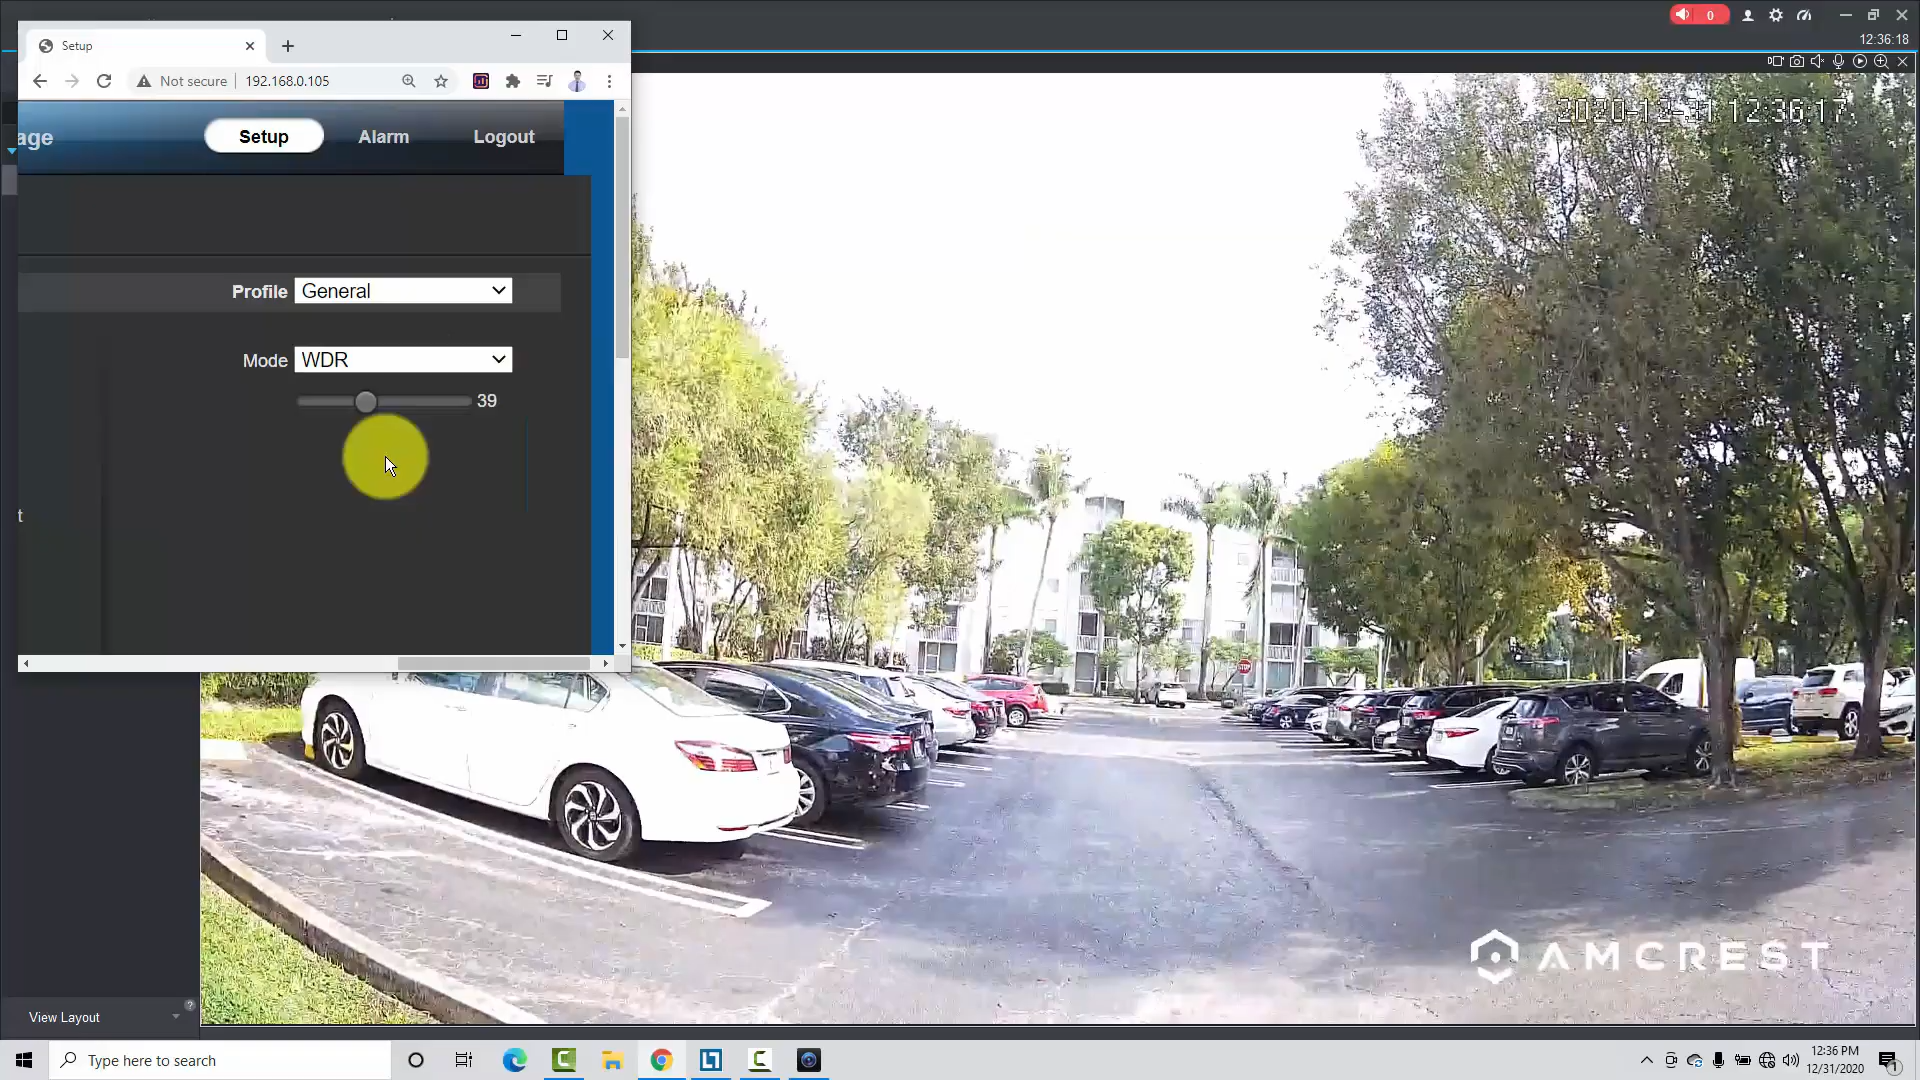 0
12:36:18
Setup
Not secure
192.168.0.105
age
Setup
Alarm
Logout
Profile
General
Mode
WDR
39
t
2020-12-31 12:36:17
STOP
AMCREST
View Layout
?
Type here to search
12:36 PM
12/31/2020
1